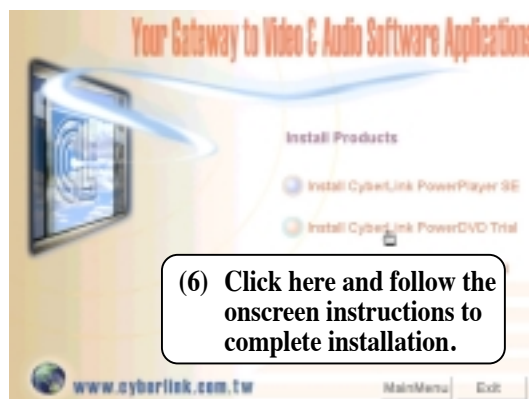 Your Gateway to Video & Audio Software Applications
Install Products
Install CyberLink PowerPlayer SE
Install CyberLink PowerDVD Trial
(6) Click here and follow the
onscreen instructions to
complete installation.
www.cyberlink.com.tw
MainMenu
Exit